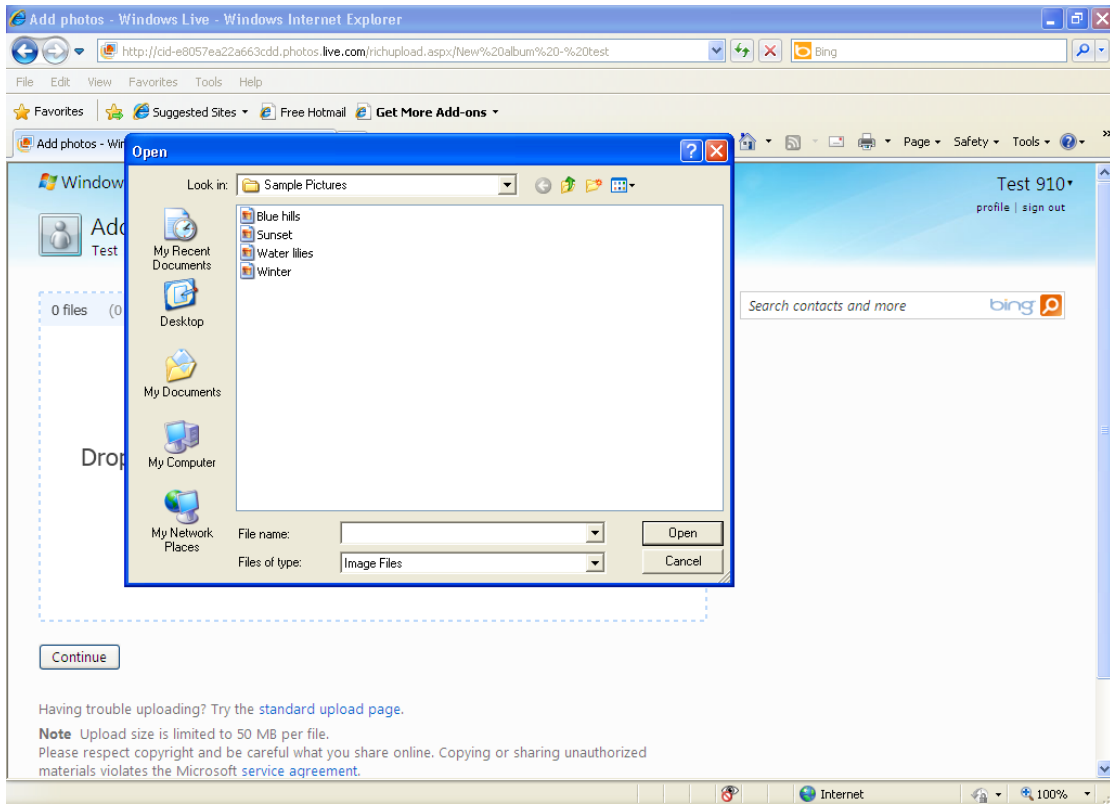 Add photos - Windows Live - Windows Internet Explorer
http://cid-e8057ea22a663cdd.photos.live.com/richupload.aspx/New%20album%20-%20test
Bing
File Edit View Favorites Tools Help
Favorites Suggested Sites Free Hotmail Get More Add-ons
Add photos - Win Page Safety Tools »
Open
Window
Test 910
profile | sign out
Add
Test
Look in: Sample Pictures
Blue hills
Sunset
Water lilies
Winter
My Recent Documents
Desktop
My Documents
My Computer
My Network Places
0 files (0
Search contacts and more bing
Drop
File name: Open
Files of type: Image Files Cancel
Continue
Having trouble uploading? Try the standard upload page.
Note Upload size is limited to 50 MB per file.
Please respect copyright and be careful what you share online. Copying or sharing unauthorized
materials violates the Microsoft service agreement.
Internet 100%